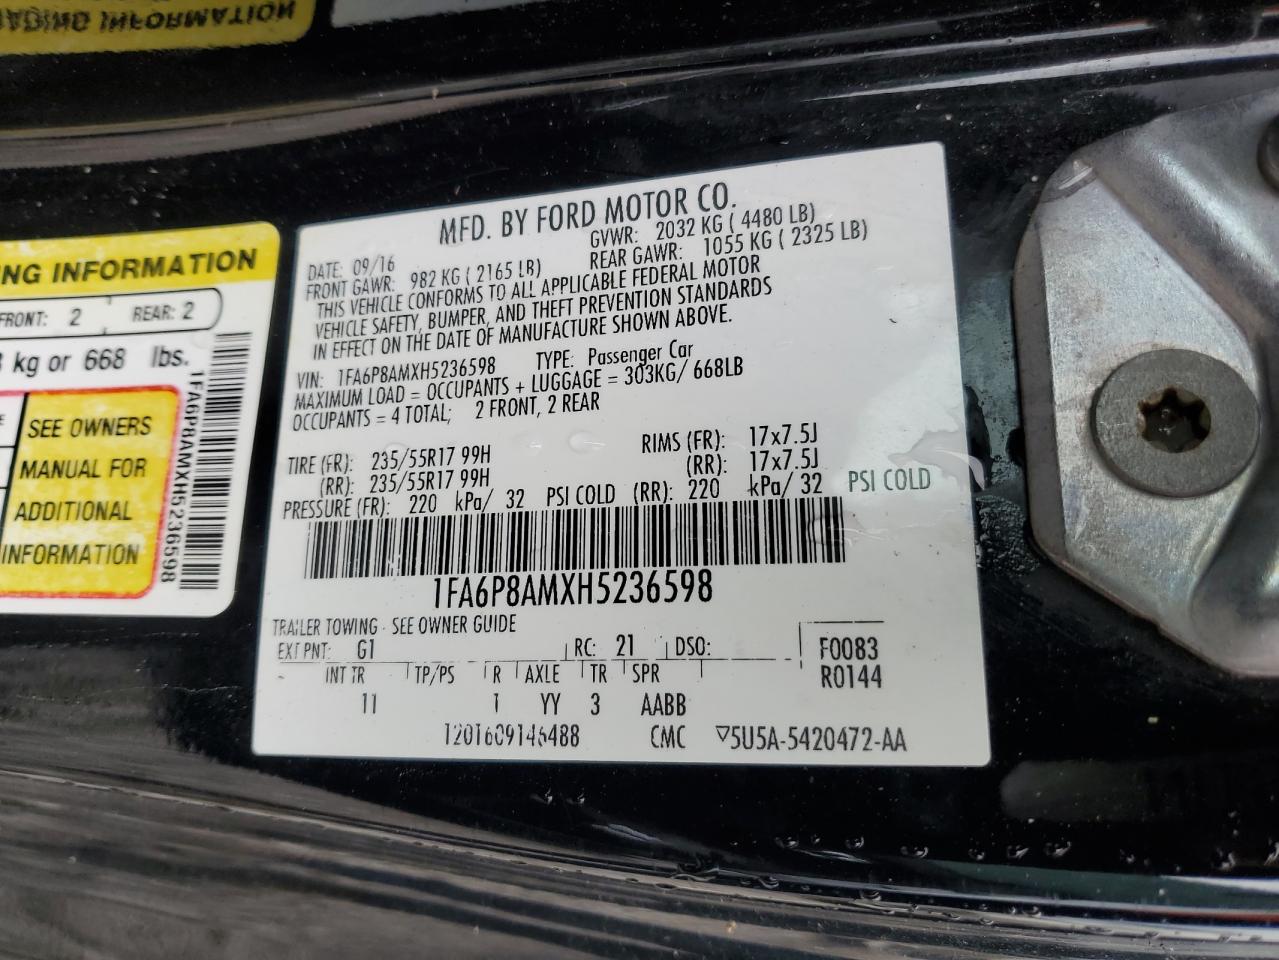 ADING INFORMATION
ING INFORMATION
FRONT: 2 REAR: 2
kg or 668 lbs.
SEE OWNERS
MANUAL FOR
ADDITIONAL
INFORMATION
1FA6P8AMXH5236598
MFD. BY FORD MOTOR CO.
DATE: 09/16 GVWR: 2032 KG ( 4480 LB)
FRONT GAWR: 982 KG ( 2165 LB) REAR GAWR: 1055 KG ( 2325 LB)
THIS VEHICLE CONFORMS TO ALL APPLICABLE FEDERAL MOTOR
VEHICLE SAFETY, BUMPER, AND THEFT PREVENTION STANDARDS
IN EFFECT ON THE DATE OF MANUFACTURE SHOWN ABOVE.
VIN: 1FA6P8AMXH5236598 TYPE: Passenger Car
MAXIMUM LOAD = OCCUPANTS + LUGGAGE = 303KG/ 668LB
OCCUPANTS = 4 TOTAL; 2 FRONT, 2 REAR
TIRE (FR): 235/55R17 99H RIMS (FR): 17x7.5J
(RR): 235/55R17 99H (RR): 17x7.5J
PRESSURE (FR): 220 kPa/ 32 PSI COLD (RR): 220 kPa/ 32 PSI COLD
1FA6P8AMXH5236598
TRAILER TOWING - SEE OWNER GUIDE
EXT PNT: G1 RC: 21 DSO: F0083
INT TR TP/PS R AXLE TR SPR R0144
11 1 YY 3 AABB
1201609146488 CMC ▽5U5A-5420472-AA